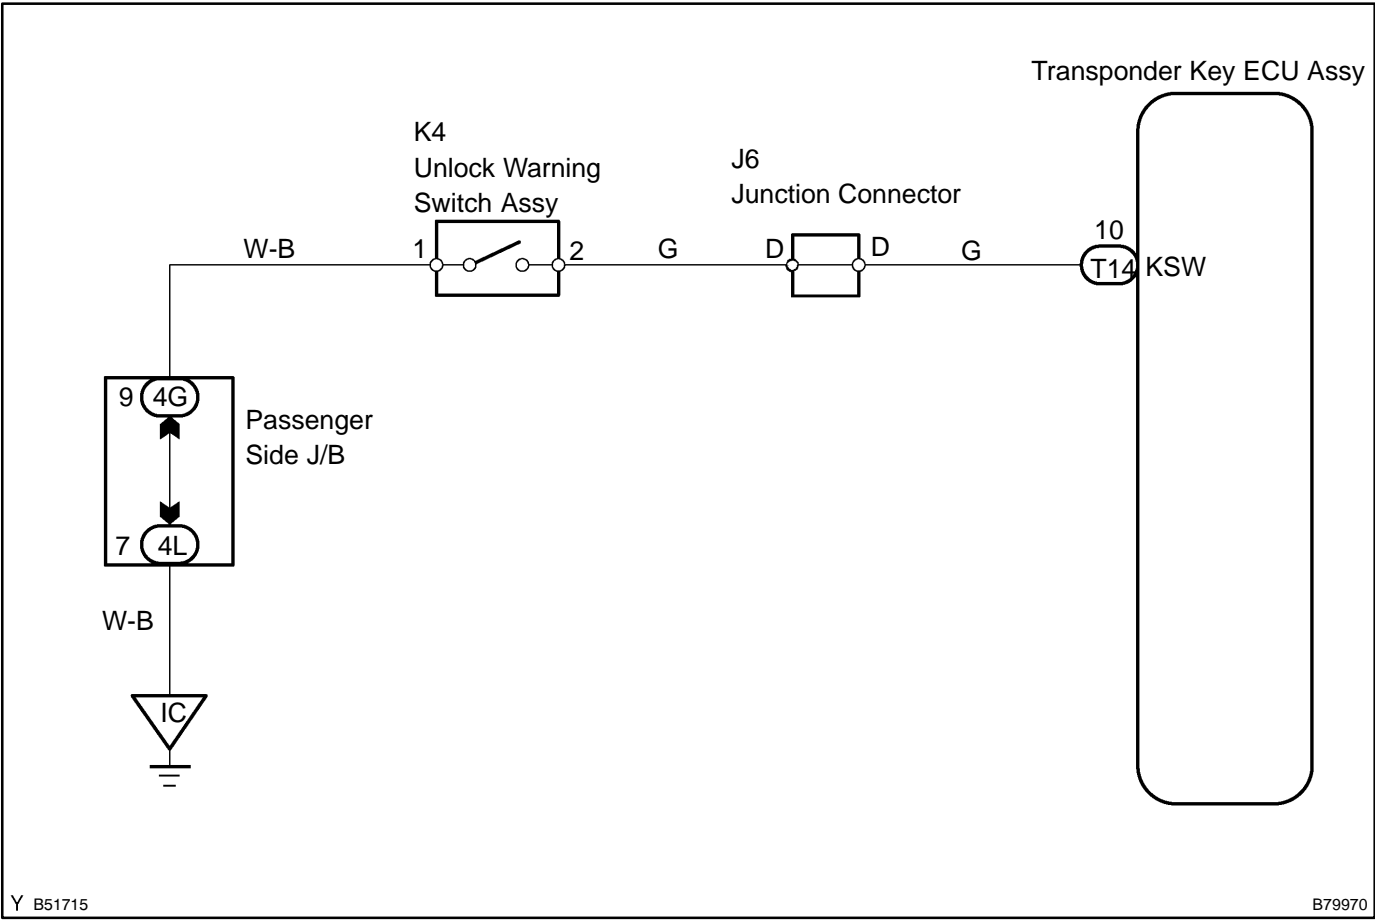 Transponder Key ECU Assy
K4
Unlock Warning
Switch Assy
J6
Junction Connector
W-B
1
2
G
D
D
G
10
T14
KSW
9
4G
Passenger
Side J/B
7
4L
W-B
IC
Y B51715
B79970